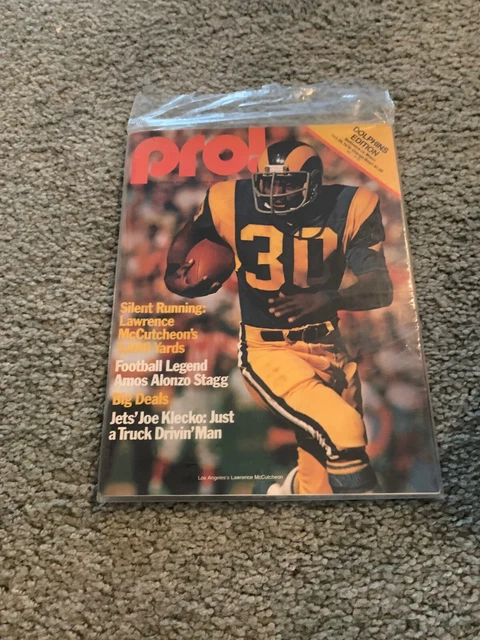 pro!
DOLPHINS
EDITION
30
Silent Running:
Lawrence
McCutcheon's
Yards
Football Legend
Amos Alonzo Stagg
Big Deals
Jets' Joe Klecko: Just
a Truck Drivin' Man
Los Angeles's Lawrence McCutcheon